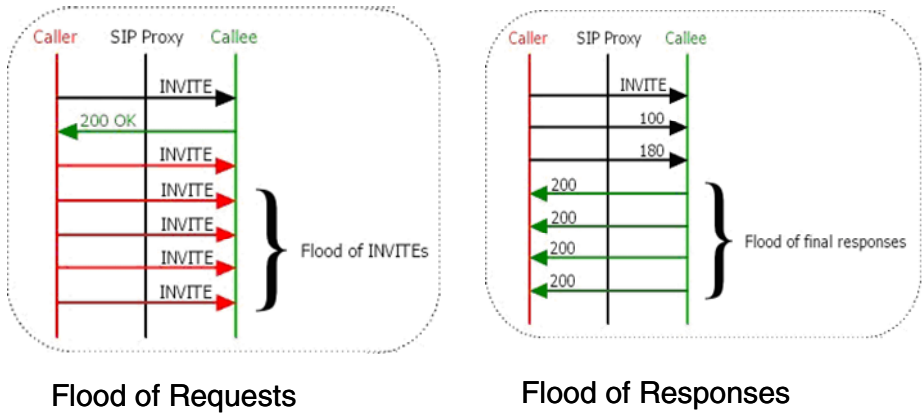 Caller SIP Proxy Callee
INVITE
200 OK
INVITE
INVITE
INVITE
INVITE
INVITE
Flood of INVITEs
Flood of Requests
Caller SIP Proxy Callee
INVITE
100
180
200
200
200
200
Flood of final responses
Flood of Responses